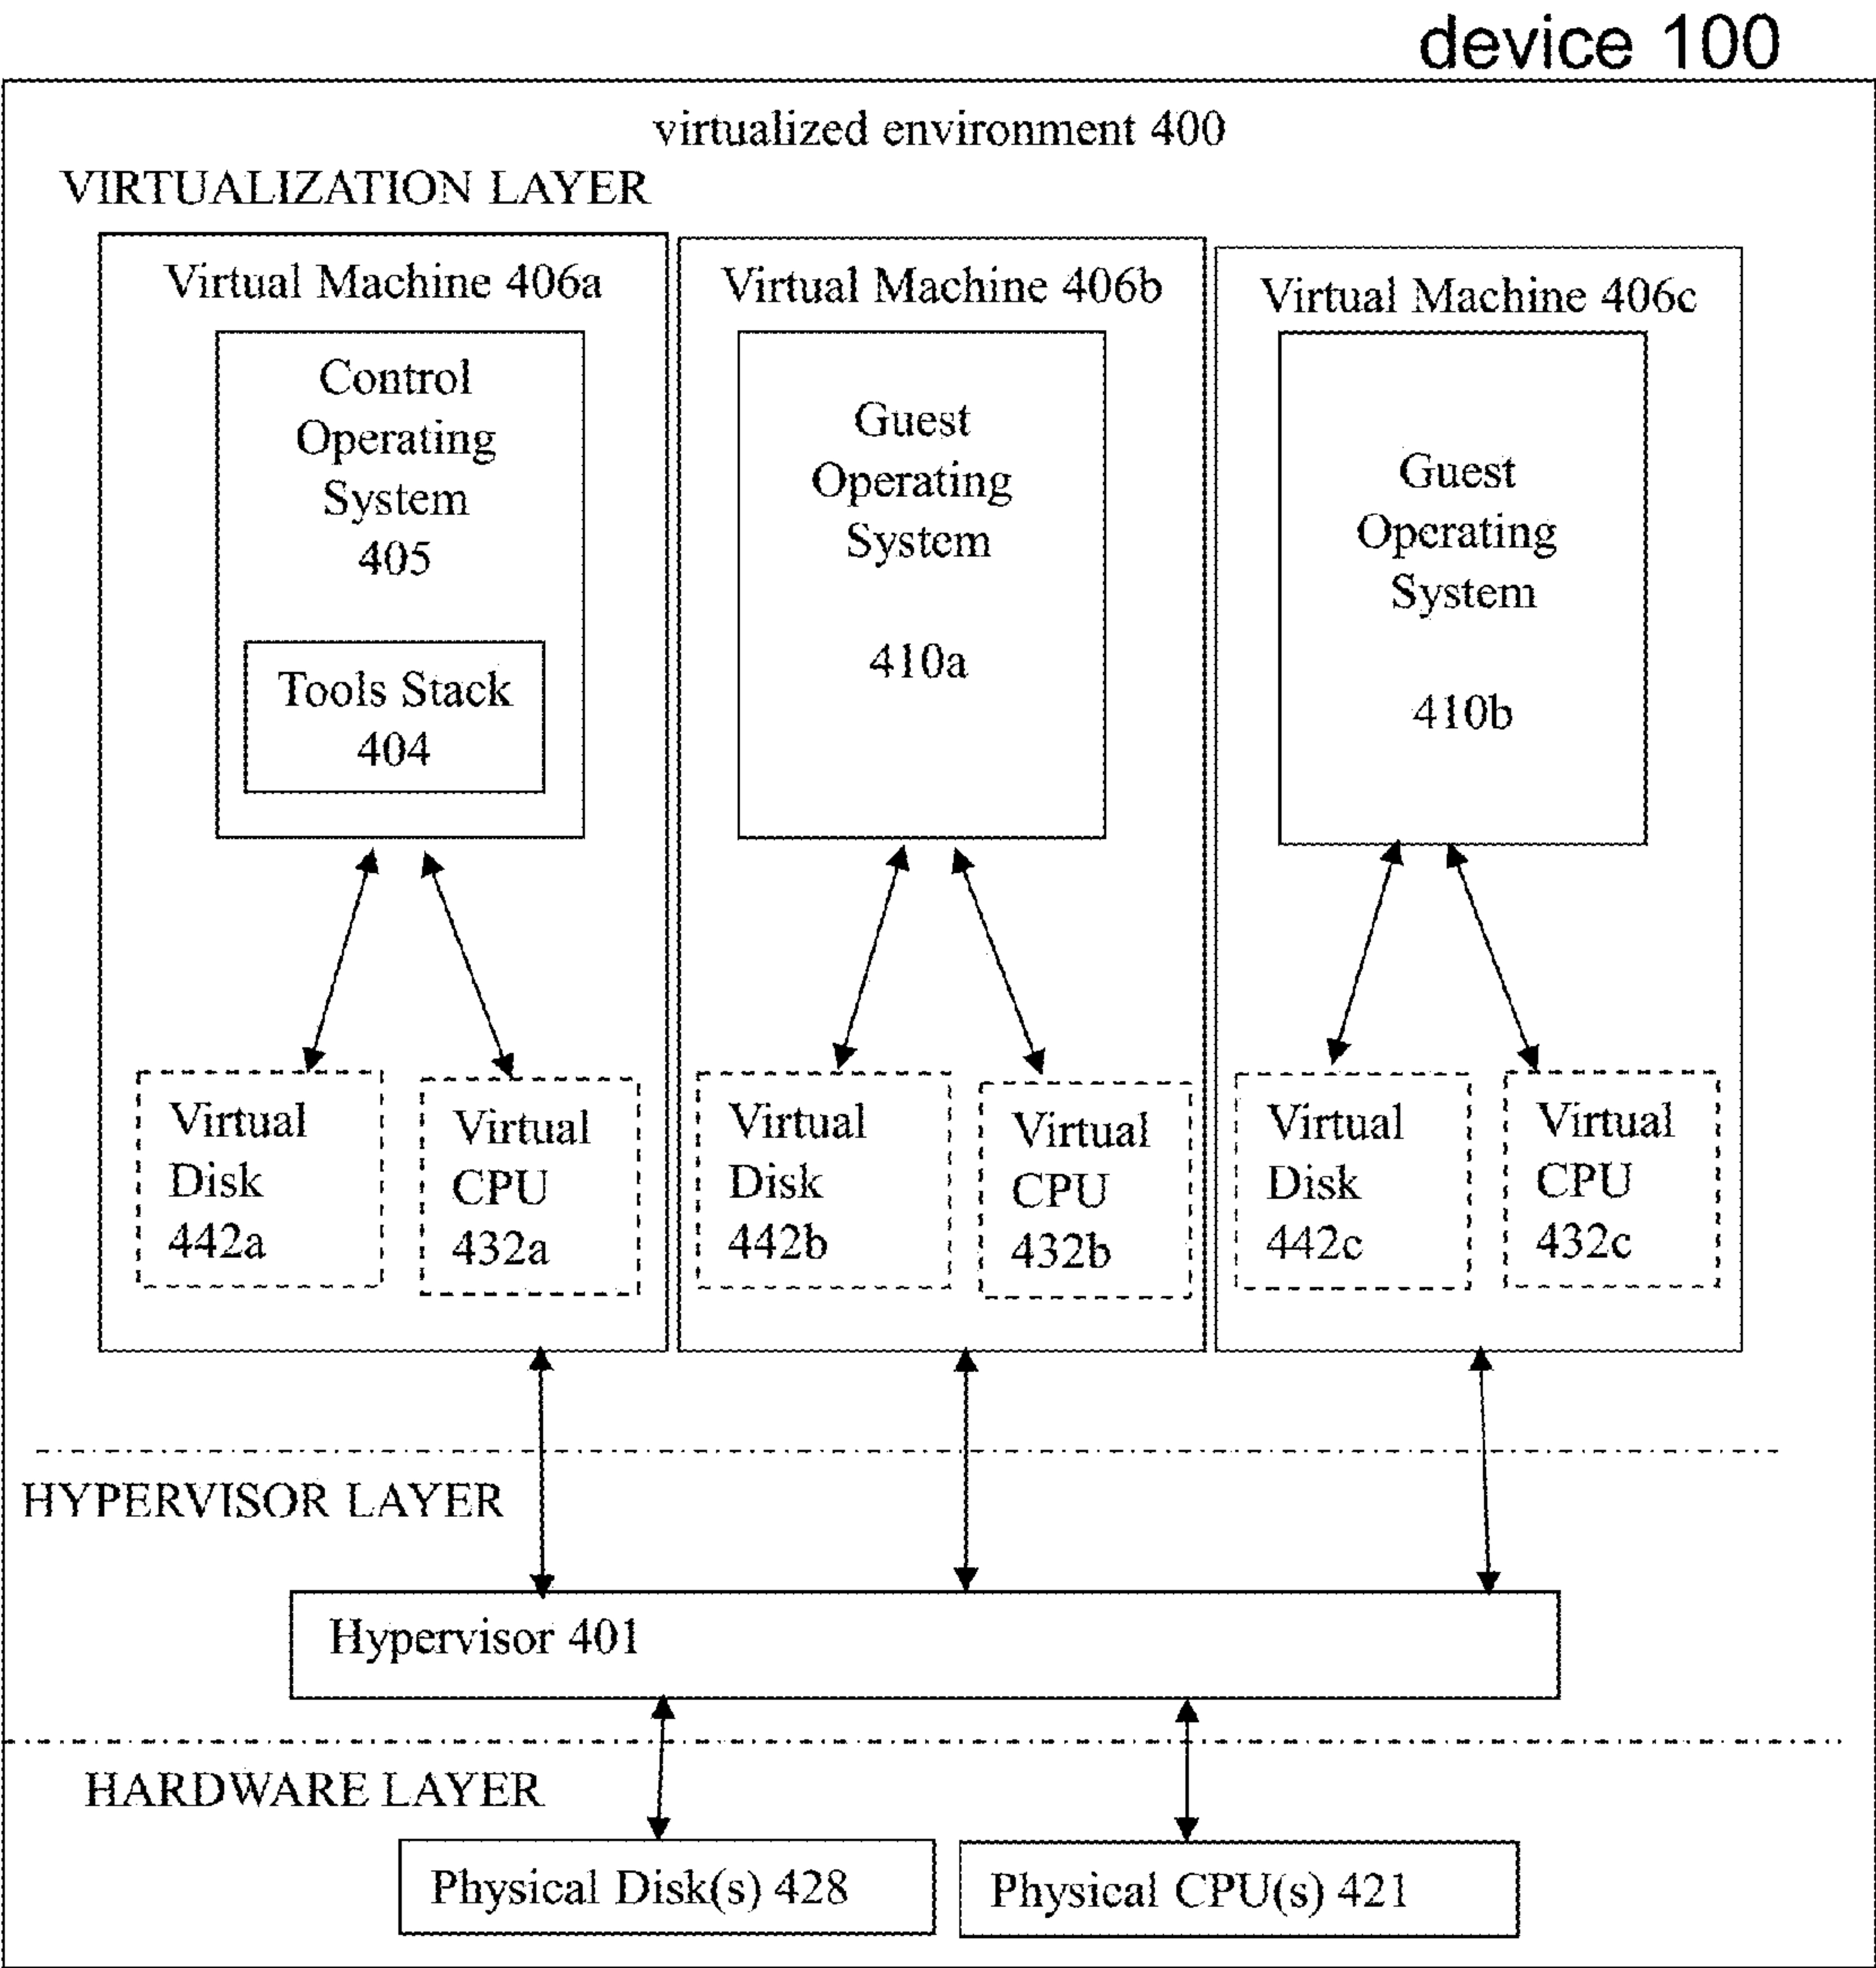 device 100
virtualized environment 400
VIRTUALIZATION LAYER
Virtual Machine 406a
Control
Operating
System
405
Tools Stack
404
Virtual
Disk
442a
Virtual
CPU
432a
Virtual Machine 406b
Guest
Operating
System
410a
Virtual
Disk
442b
Virtual
CPU
432b
Virtual Machine 406c
Guest
Operating
System
410b
Virtual
Disk
442c
Virtual
CPU
432c
HYPERVISOR LAYER
Hypervisor 401
HARDWARE LAYER
Physical Disk(s) 428
Physical CPU(s) 421